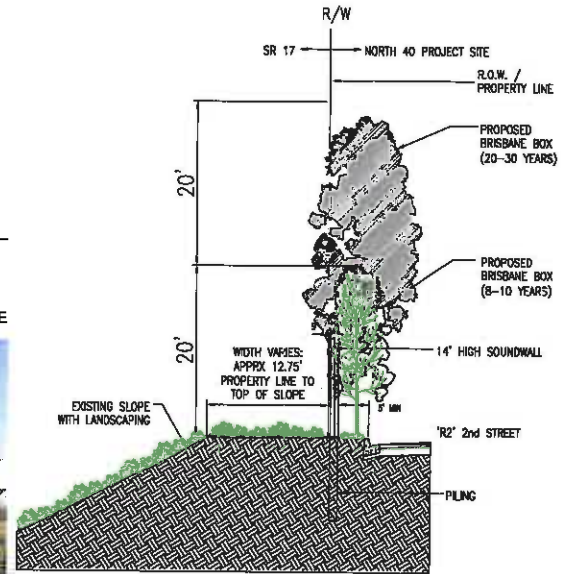 R/W
SR 17
NORTH 40 PROJECT SITE
R.O.W. /
PROPERTY LINE
PROPOSED
BRISBANE BOX
(20-30 YEARS)
20'
PROPOSED
BRISBANE BOX
(8-10 YEARS)
20'
WIDTH VARIES:
APPRX 12.75'
PROPERTY LINE TO
TOP OF SLOPE
14' HIGH SOUNDWALL
EXISTING SLOPE
WITH LANDSCAPING
5' MIN
'R2' 2nd STREET
PILING
E